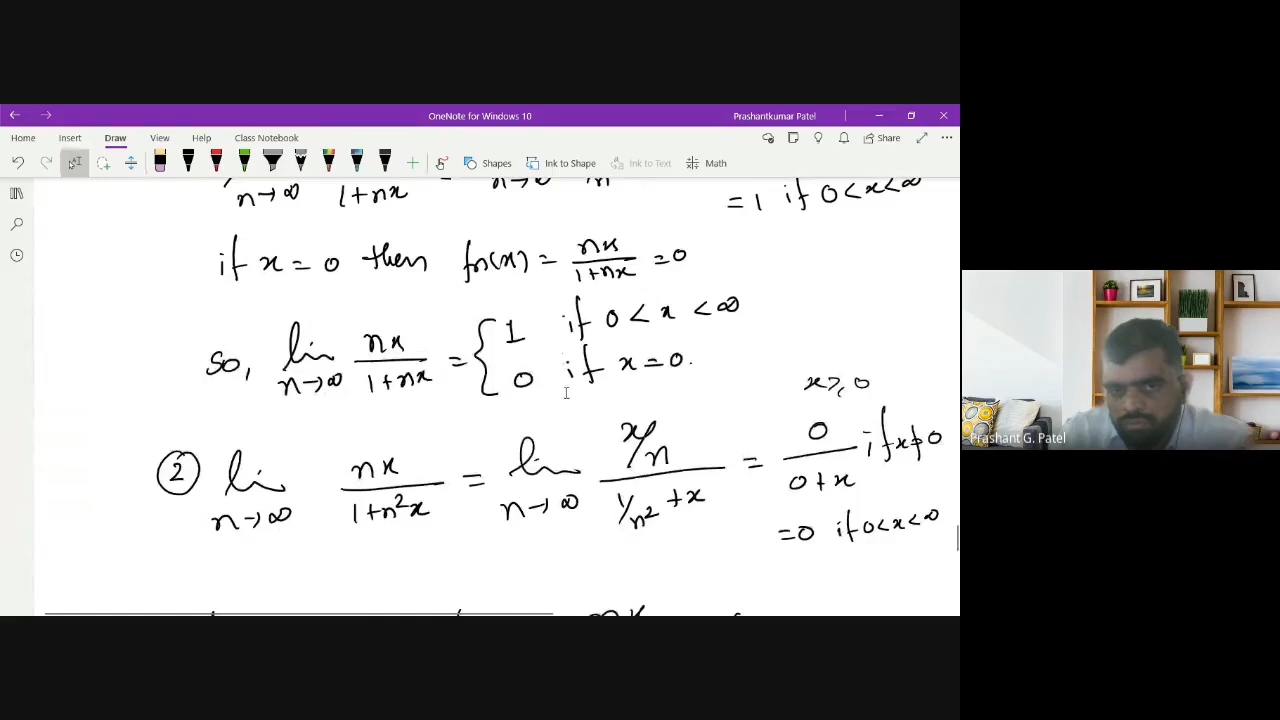 OneNote for Windows 10
Prashantkumar Patel
Home Insert Draw View Help Class Notebook
Share
Shapes Ink to Shape Ink to Text Math
n→∞ 1+nx = n→∞
= 1 if 0<x<∞
if x = 0 then fn(x) = nx/1+nx = 0
So, lim n→∞ nx/1+nx = { 1 if 0 < x < ∞
0 if x = 0.
x ≥ 0
② lim n→∞ nx/1+n²x = lim n→∞ x/n / 1/n² + x = 0/0+x if x≠0
= 0 if 0<x<∞
Prashant G. Patel